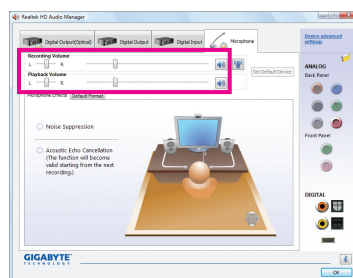 Realtek HD Audio Manager
Digital Output(Optical)
Digital Output
Digital Input
Microphone
Device advanced
settings
Recording Volume
L R
Set Default Device
Playback Volume
L R
Microphone Effects
Default Format
ANALOG
Back Panel
Noise Suppression
Acoustic Echo Cancellation
(The function will become
valid starting from the next
recording.)
Front Panel
DIGITAL
GIGABYTE
TECHNOLOGY
OK